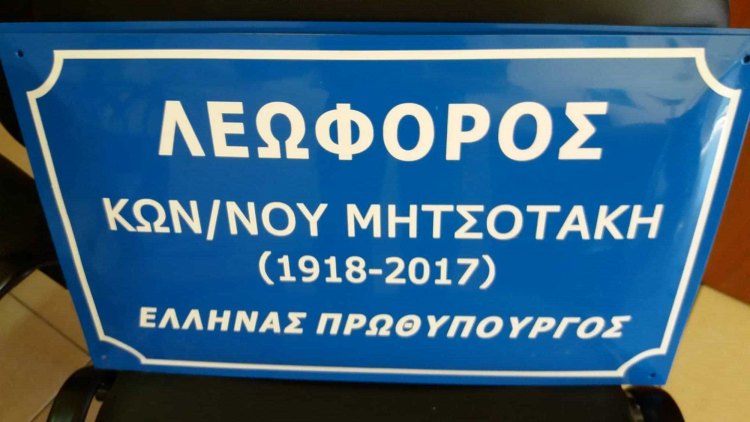 ΛΕΩΦΟΡΟΣ
ΚΩΝ/ΝΟΥ ΜΗΤΣΟΤΑΚΗ
(1918-2017)
ΕΛΛΗΝΑΣ ΠΡΩΘΥΠΟΥΡΓΟΣ